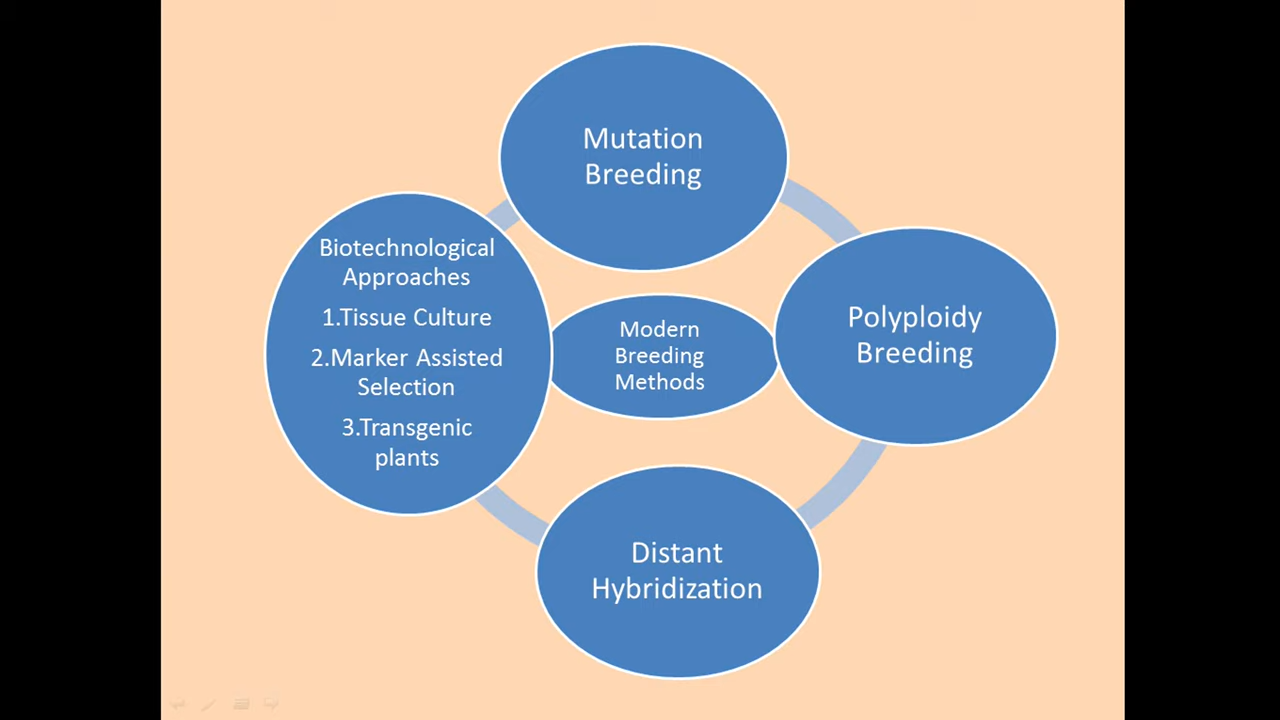 Mutation
Breeding
Biotechnological
Approaches
1.Tissue Culture
2.Marker Assisted
Selection
3.Transgenic
plants
Modern
Breeding
Methods
Polyploidy
Breeding
Distant
Hybridization